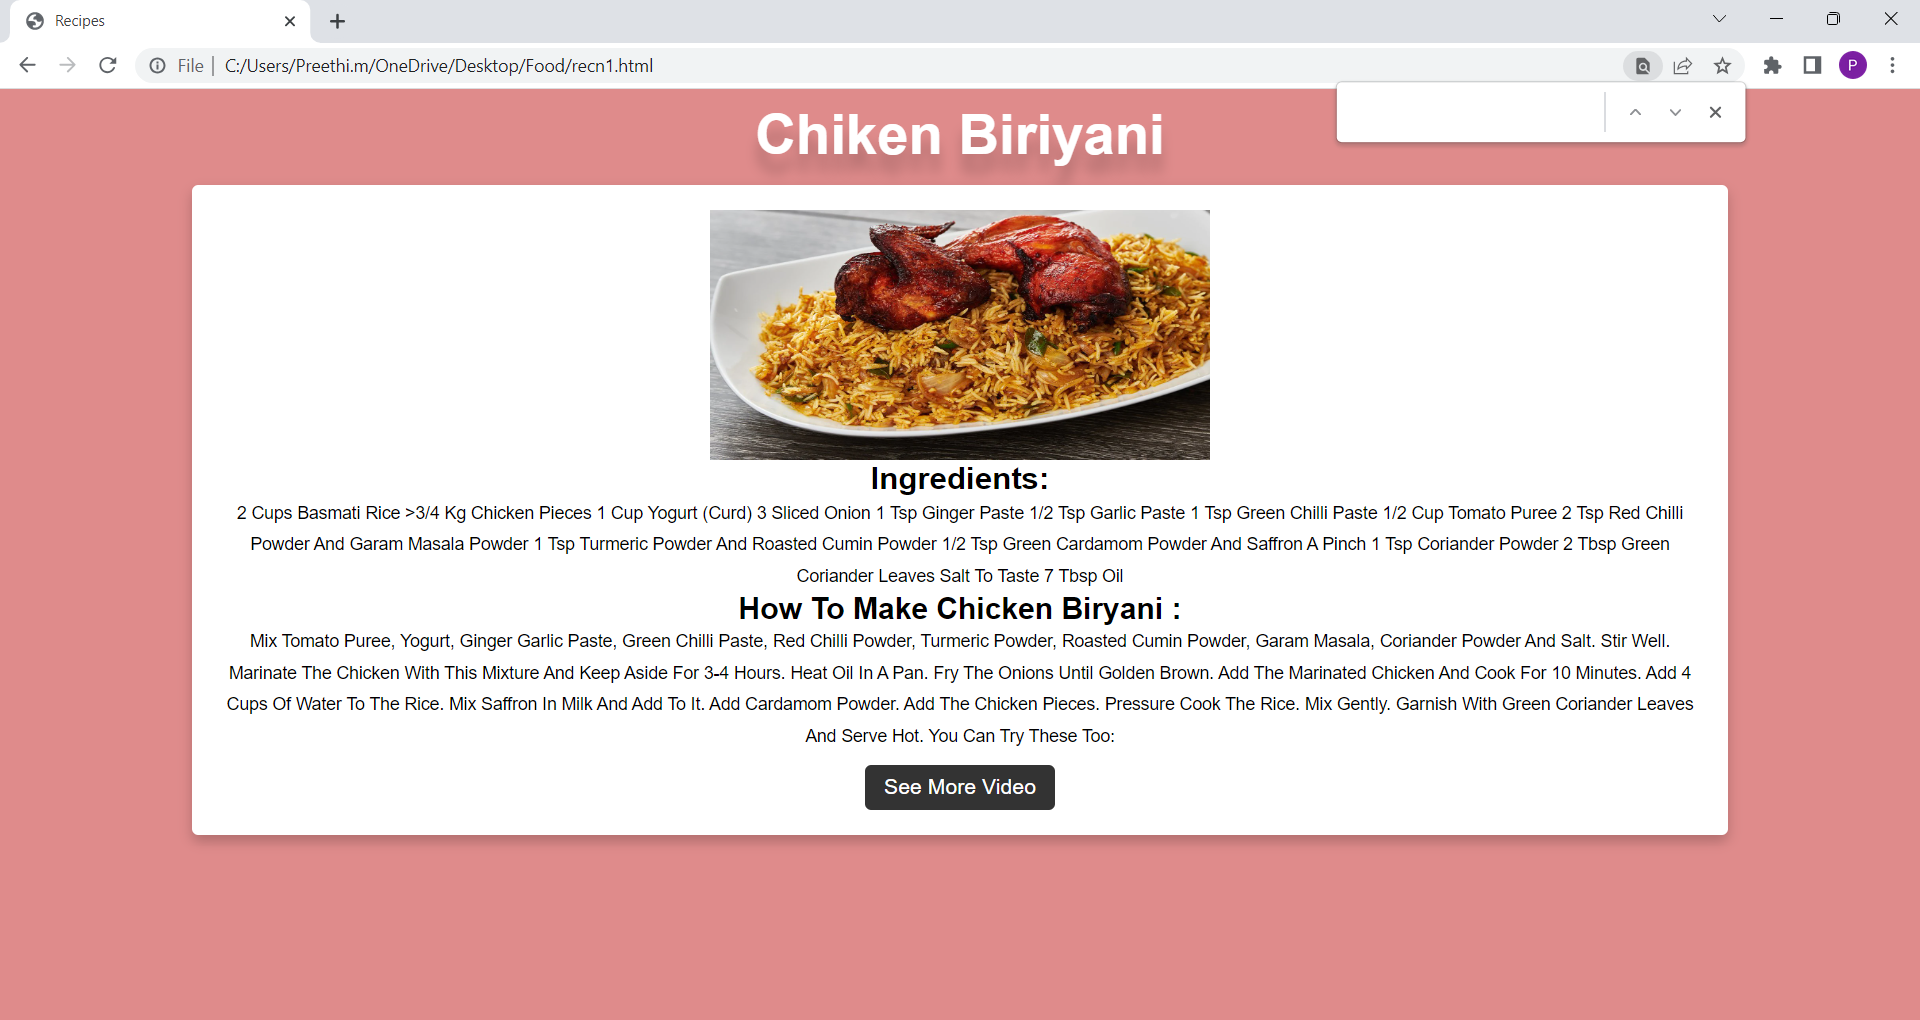 Recipes
File
C:/Users/Preethi.m/OneDrive/Desktop/Food/recn1.html
P
Chiken Biriyani
Ingredients:
2 Cups Basmati Rice >3/4 Kg Chicken Pieces 1 Cup Yogurt (Curd) 3 Sliced Onion 1 Tsp Ginger Paste 1/2 Tsp Garlic Paste 1 Tsp Green Chilli Paste 1/2 Cup Tomato Puree 2 Tsp Red Chilli
Powder And Garam Masala Powder 1 Tsp Turmeric Powder And Roasted Cumin Powder 1/2 Tsp Green Cardamom Powder And Saffron A Pinch 1 Tsp Coriander Powder 2 Tbsp Green
Coriander Leaves Salt To Taste 7 Tbsp Oil
How To Make Chicken Biryani :
Mix Tomato Puree, Yogurt, Ginger Garlic Paste, Green Chilli Paste, Red Chilli Powder, Turmeric Powder, Roasted Cumin Powder, Garam Masala, Coriander Powder And Salt. Stir Well.
Marinate The Chicken With This Mixture And Keep Aside For 3-4 Hours. Heat Oil In A Pan. Fry The Onions Until Golden Brown. Add The Marinated Chicken And Cook For 10 Minutes. Add 4
Cups Of Water To The Rice. Mix Saffron In Milk And Add To It. Add Cardamom Powder. Add The Chicken Pieces. Pressure Cook The Rice. Mix Gently. Garnish With Green Coriander Leaves
And Serve Hot. You Can Try These Too:
See More Video